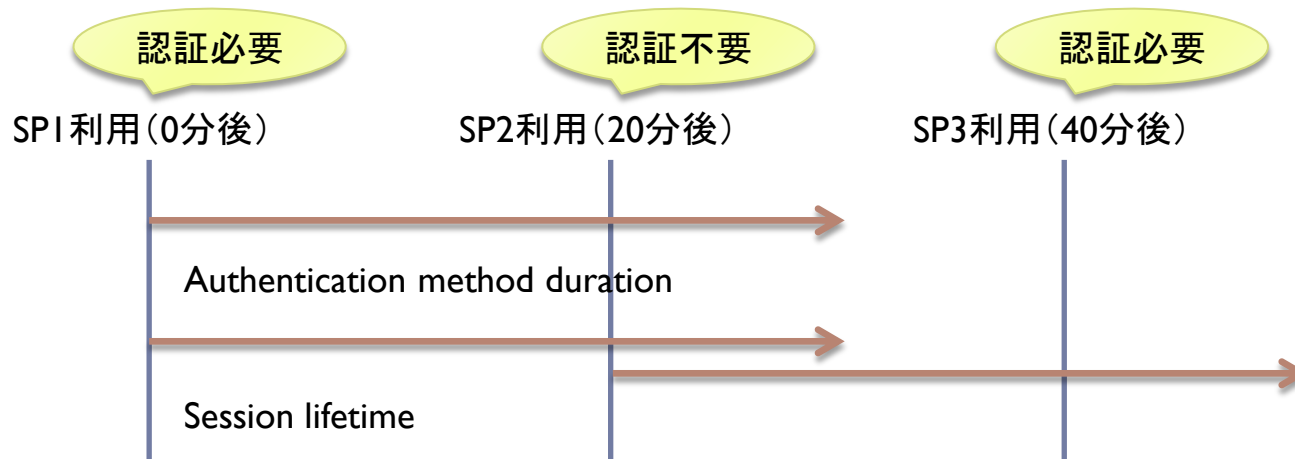 認証必要
認証不要
認証必要
SP1利用(0分後)
SP2利用(20分後)
SP3利用(40分後)
Authentication method duration
Session lifetime